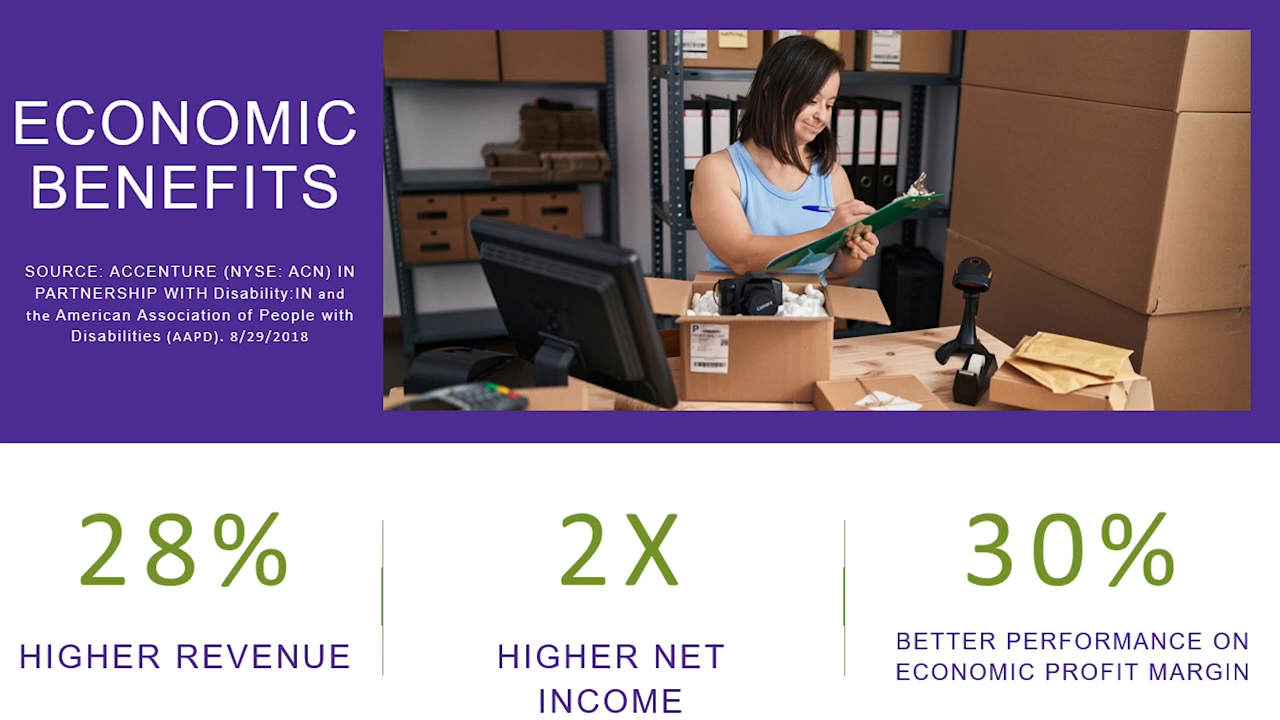 ECONOMIC
BENEFITS
SOURCE: ACCENTURE (NYSE: ACN) IN
PARTNERSHIP WITH Disability:IN and
the American Association of People with
Disabilities (AAPD). 8/29/2018
28%
HIGHER REVENUE
2X
HIGHER NET
INCOME
30%
BETTER PERFORMANCE ON
ECONOMIC PROFIT MARGIN